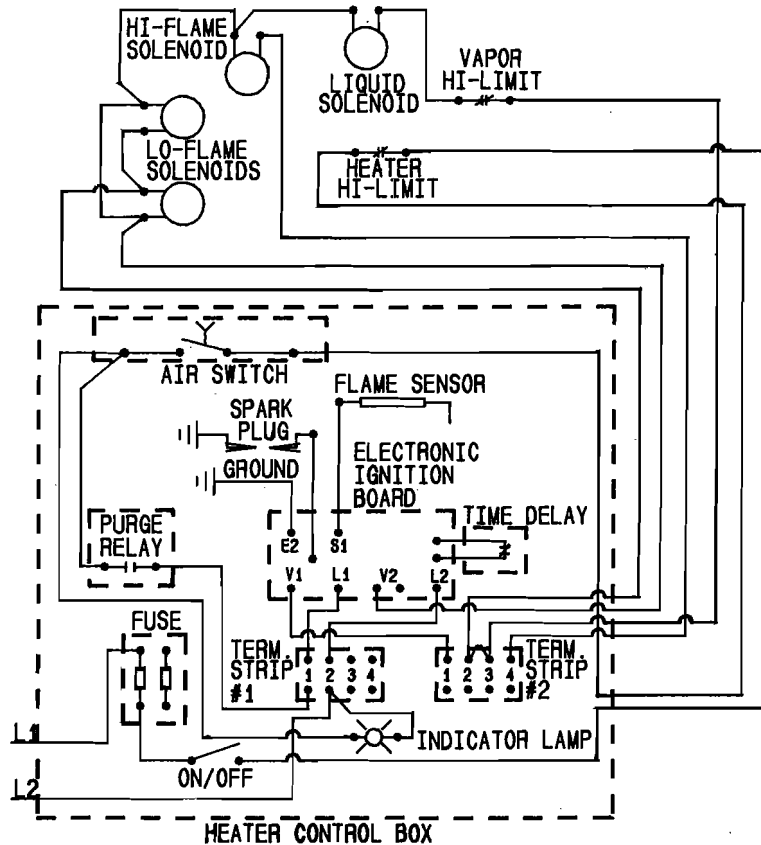 HI-FLAME
SOLENOID
LIQUID
SOLENOID
VAPOR
HI-LIMIT
LO-FLAME
SOLENOIDS
HEATER
HI-LIMIT
AIR SWITCH
FLAME SENSOR
SPARK
PLUG
GROUND
ELECTRONIC
IGNITION
BOARD
PURGE
RELAY
TIME DELAY
E2
S1
V1
L1
V2
L2
FUSE
TERM.
STRIP
#1
1 2 3 4
1 2 3 4
TERM.
STRIP
#2
L1
INDICATOR LAMP
ON/OFF
L2
HEATER CONTROL BOX